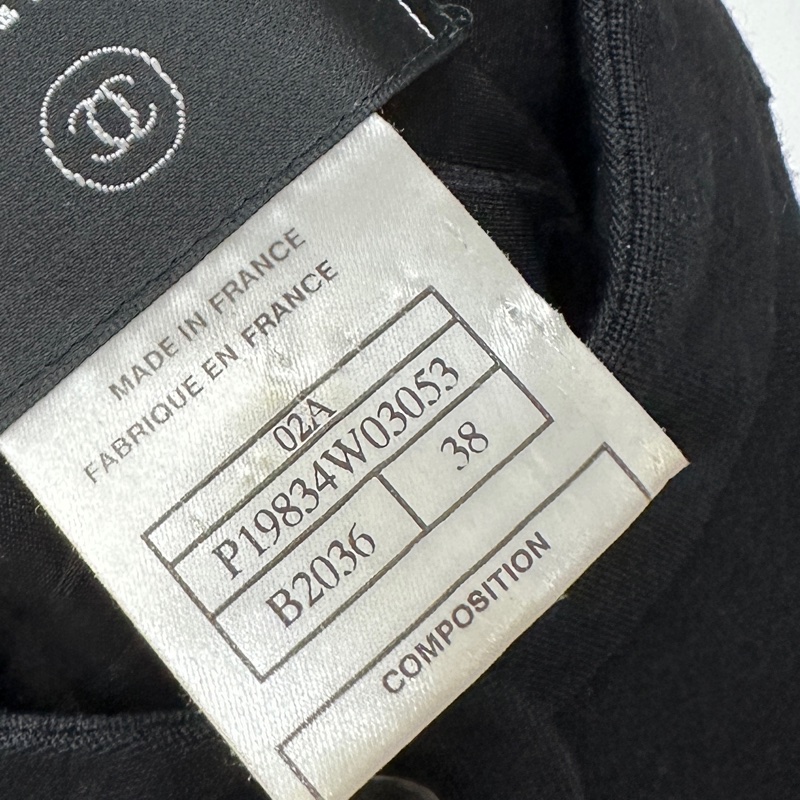 MADE IN FRANCE
FABRIQUE EN FRANCE
02A
P19834W03053
B2036 38
COMPOSITION